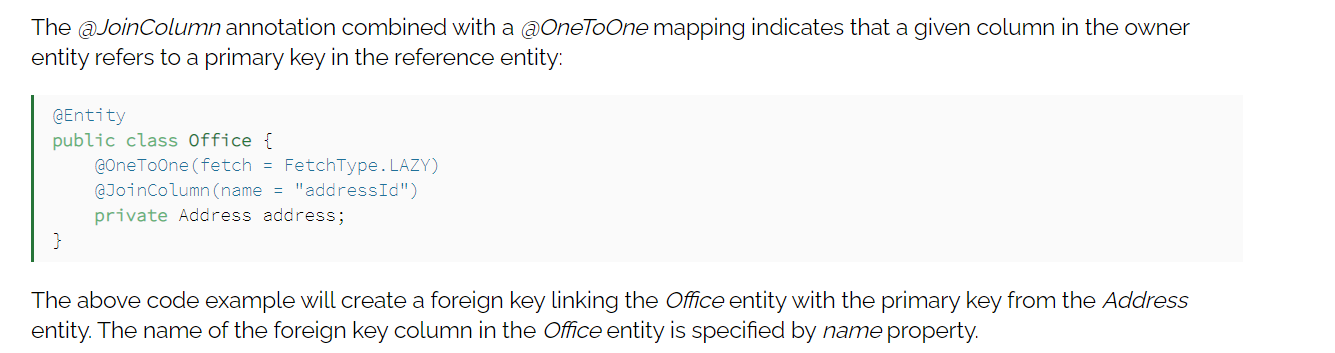 The @JoinColumn annotation combined with a @OneToOne mapping indicates that a given column in the owner
entity refers to a primary key in the reference entity:
@Entity
public class Office {
    @OneToOne(fetch = FetchType.LAZY)
    @JoinColumn(name = "addressId")
    private Address address;
}
The above code example will create a foreign key linking the Office entity with the primary key from the Address
entity. The name of the foreign key column in the Office entity is specified by name property.